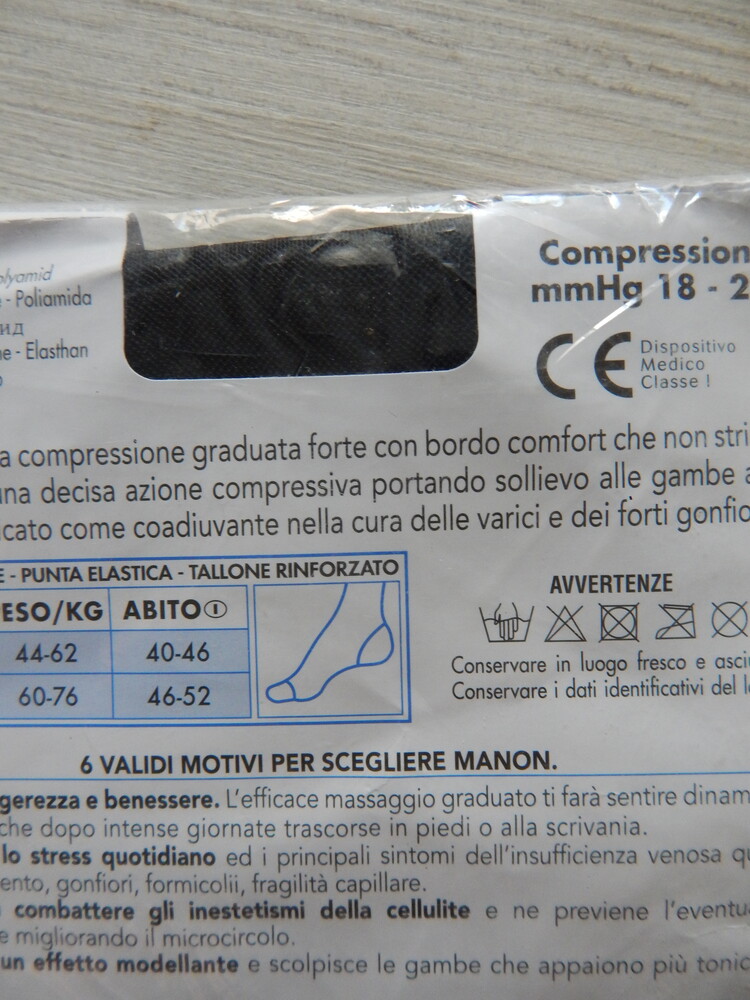 olyamid
e - Poliamida
ид
ne - Elasthan
o
Compression
mmHg 18 - 2
CE Dispositivo
Medico
Classe I
a compressione graduata forte con bordo comfort che non stri
una decisa azione compressiva portando sollievo alle gambe a
icato come coadiuvante nella cura delle varici e dei forti gonfio
E - PUNTA ELASTICA - TALLONE RINFORZATO
PESO/KG ABITO I
44-62 40-46
60-76 46-52
AVVERTENZE
Conservare in luogo fresco e asciu
Conservare i dati identificativi del l
6 VALIDI MOTIVI PER SCEGLIERE MANON.
gerezza e benessere. L'efficace massaggio graduato ti farà sentire dinam
che dopo intense giornate trascorse in piedi o alla scrivania.
lo stress quotidiano ed i principali sintomi dell'insufficienza venosa qu
ento, gonfiori, formicolii, fragilità capillare.
combattere gli inestetismi della cellulite e ne previene l'eventu
e migliorando il microcircolo.
un effetto modellante e scolpisce le gambe che appaiono più tonic